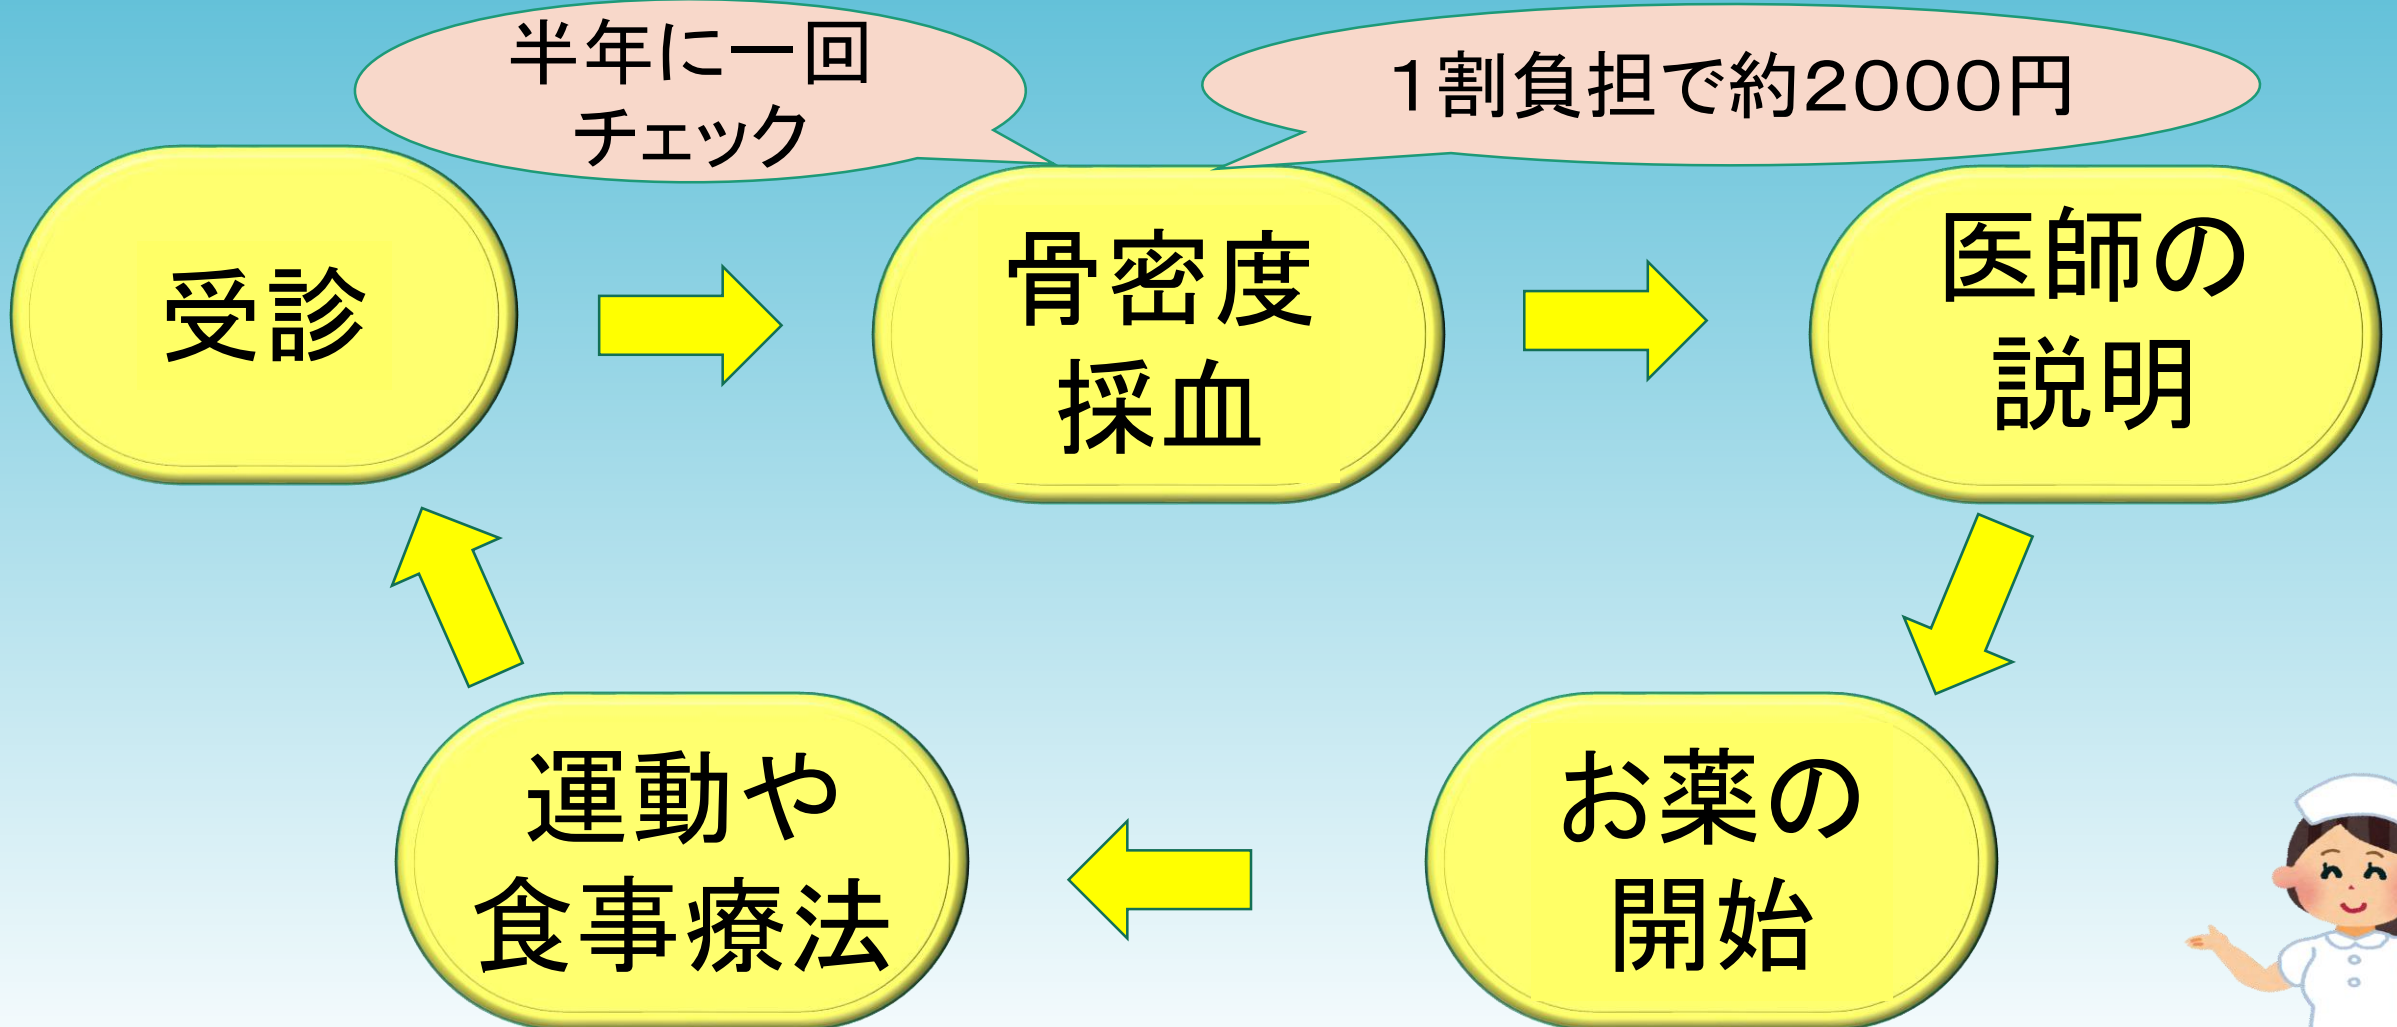 半年に一回
チェック
1割負担で約2000円
受診
骨密度
採血
医師の
説明
お薬の
開始
運動や
食事療法